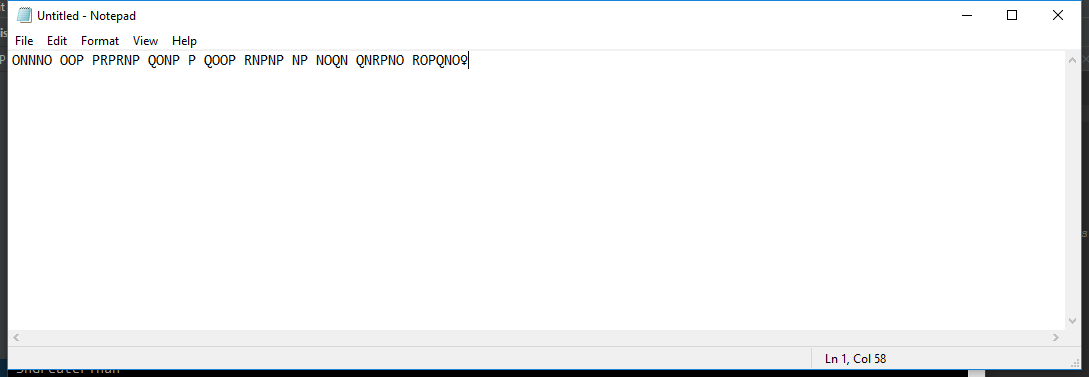 Untitled - Notepad
File Edit Format View Help
ONNNO OOP PRPRNP QONP P QOOP RNPNP NP NOQN QNRPNO ROPQNO♀
Ln 1, Col 58